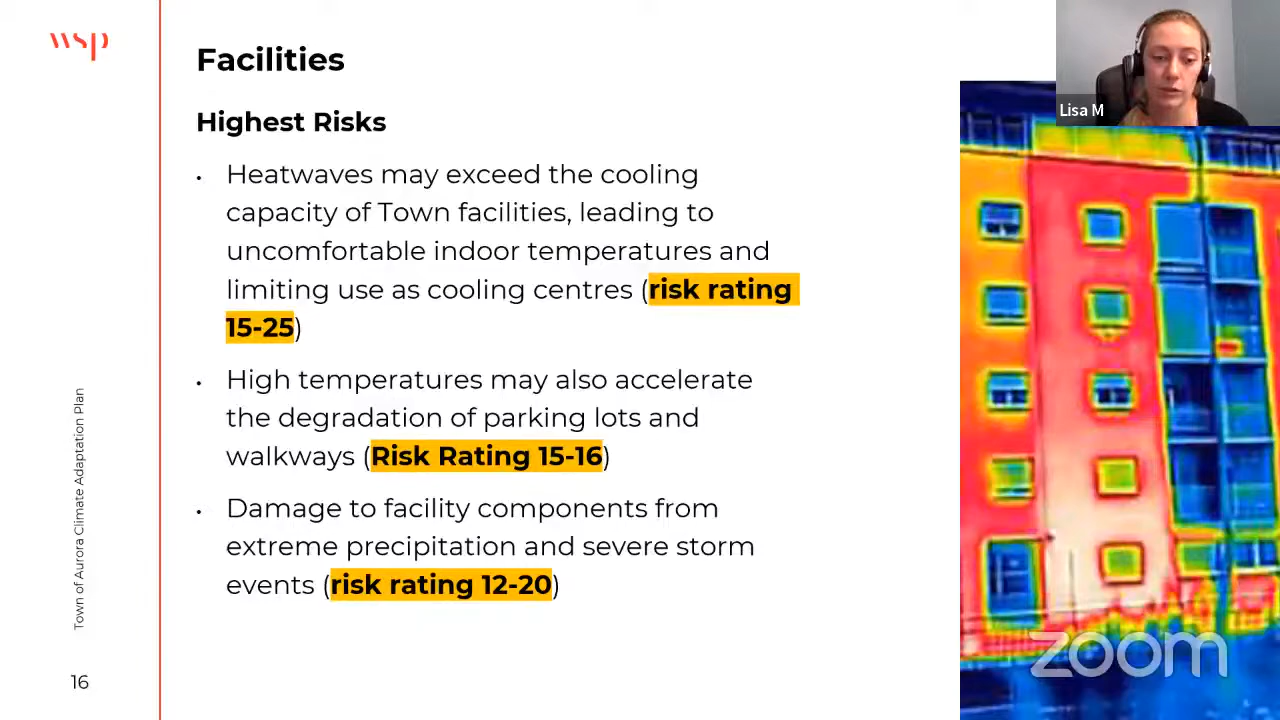 wsp
Facilities
Highest Risks
• Heatwaves may exceed the cooling
capacity of Town facilities, leading to
uncomfortable indoor temperatures and
limiting use as cooling centres (risk rating
15-25)
• High temperatures may also accelerate
the degradation of parking lots and
walkways (Risk Rating 15-16)
• Damage to facility components from
extreme precipitation and severe storm
events (risk rating 12-20)
Town of Aurora Climate Adaptation Plan
16
Lisa M
zoom